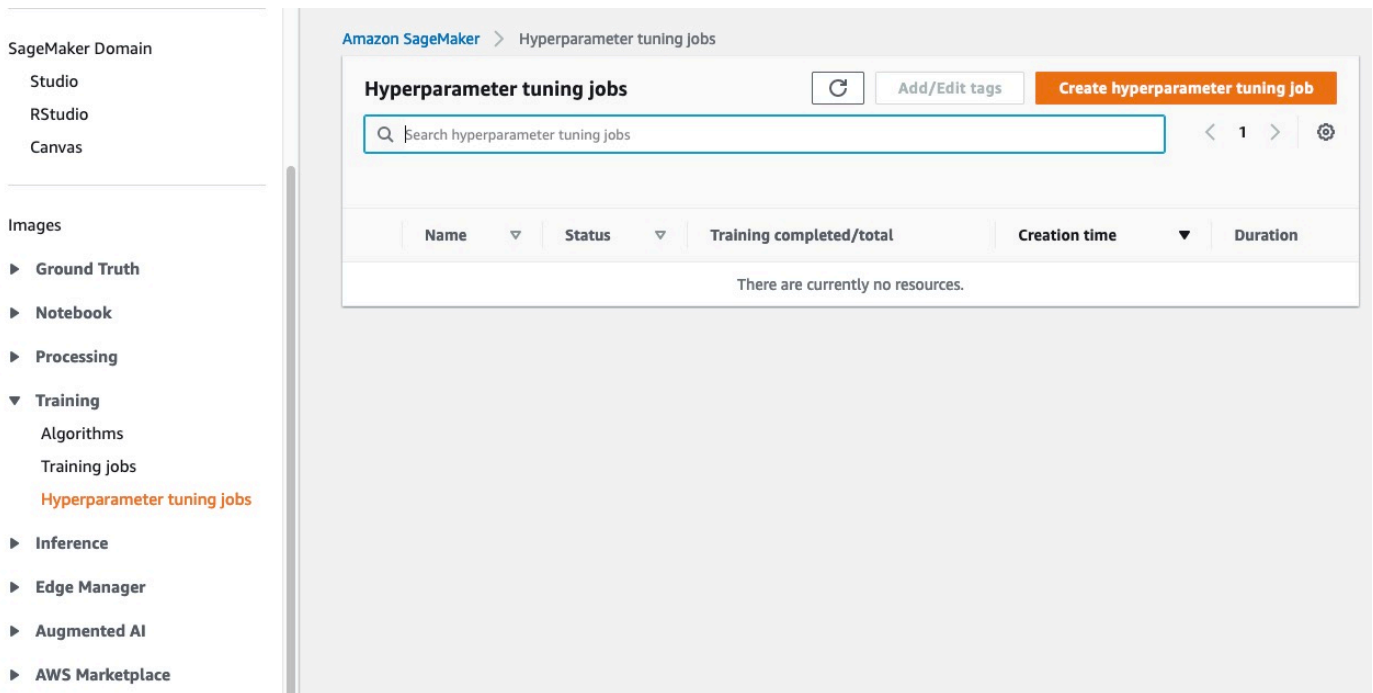 SageMaker Domain
Studio
RStudio
Canvas
Images
Ground Truth
Notebook
Processing
Training
Algorithms
Training jobs
Hyperparameter tuning jobs
Inference
Edge Manager
Augmented AI
AWS Marketplace
Amazon SageMaker > Hyperparameter tuning jobs
Hyperparameter tuning jobs Add/Edit tags Create hyperparameter tuning job
Search hyperparameter tuning jobs < 1 >
Name Status Training completed/total Creation time Duration
There are currently no resources.